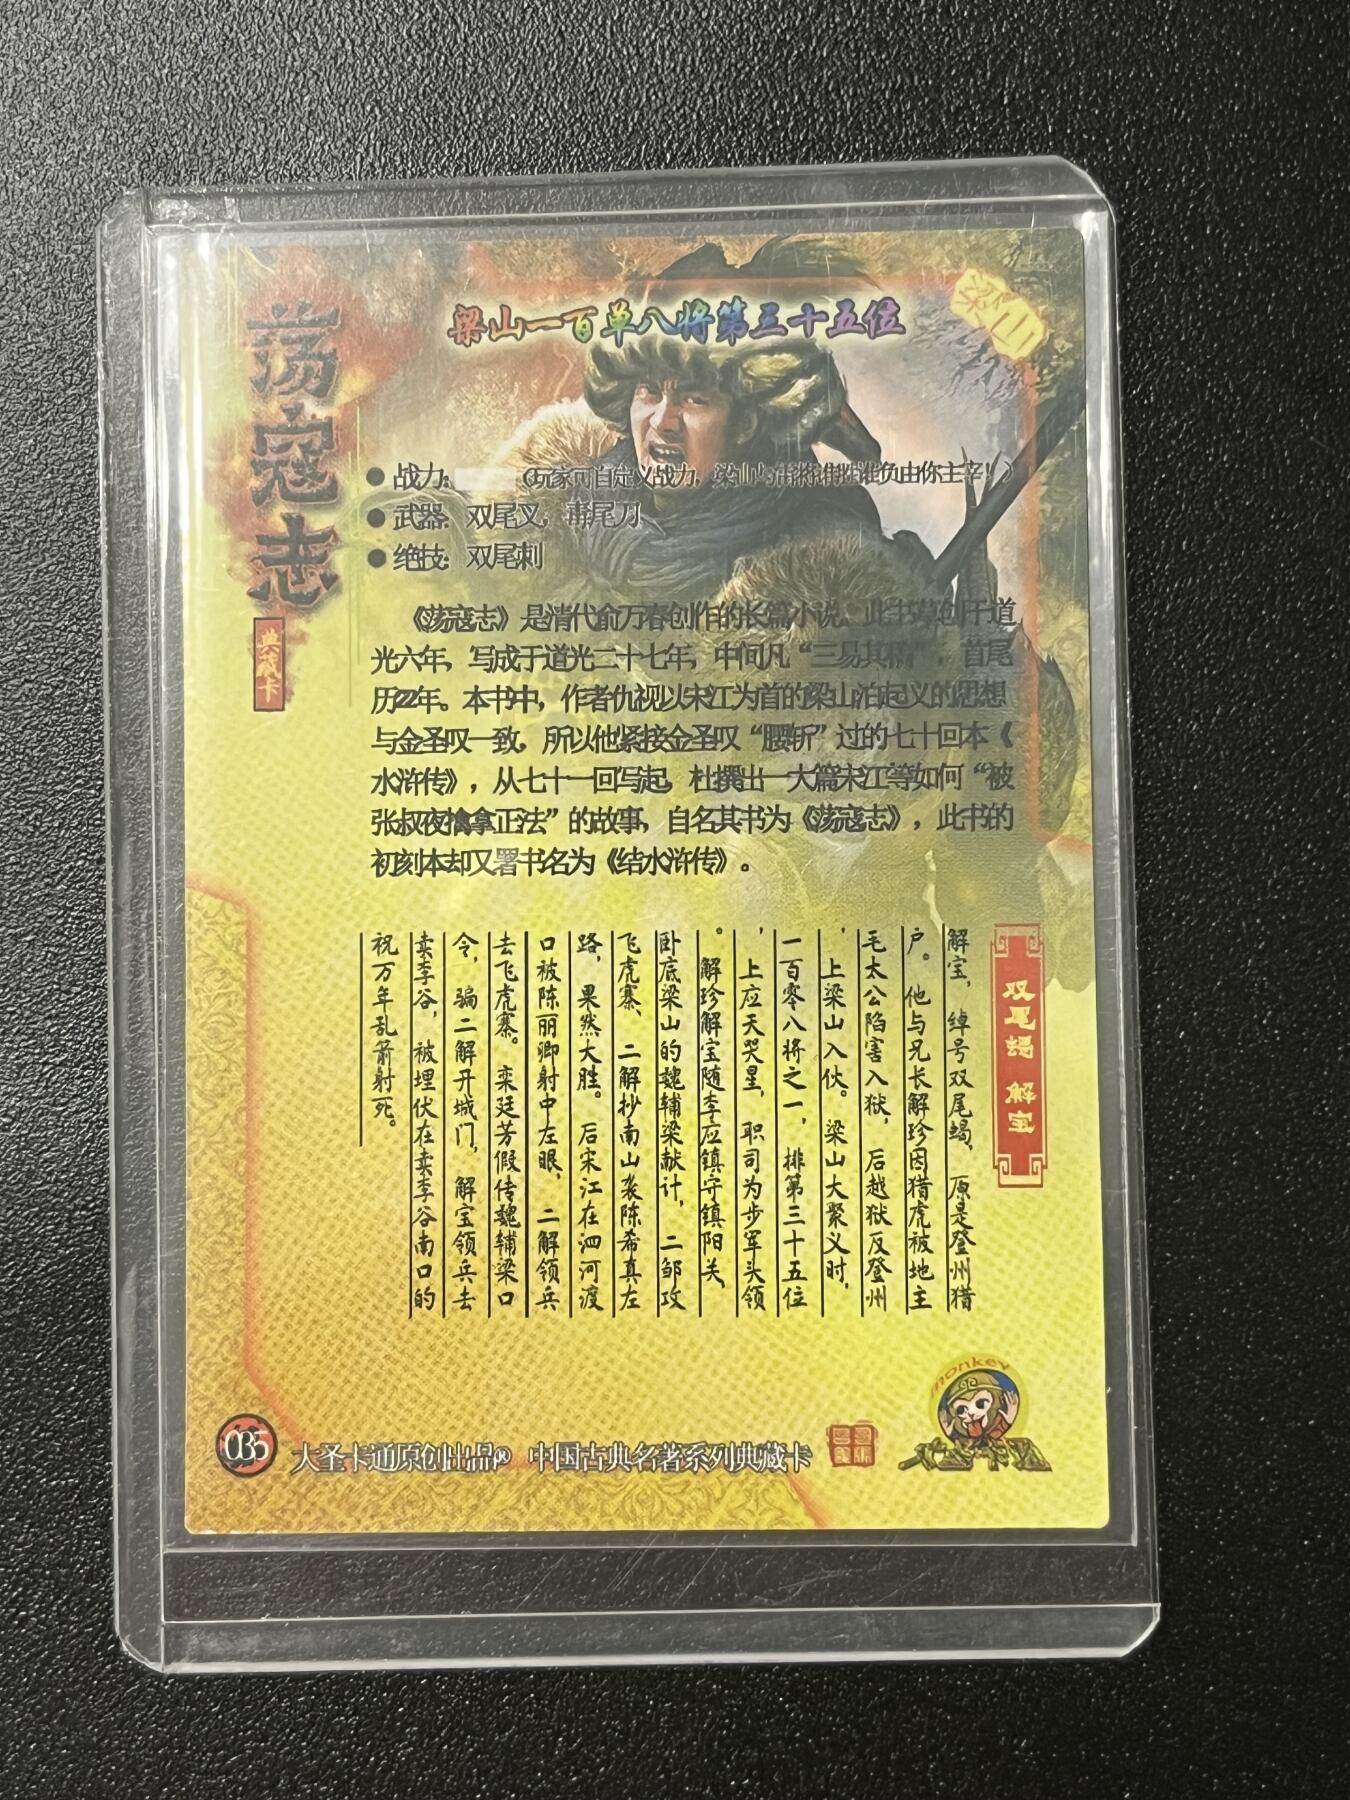 梁山一百单八将第三十五位
梁山
荡寇志
典藏卡
● 战力: （玩家可自定义战力，梁山与清将谁胜谁负由你主宰！）
● 武器: 双尾叉，毒尾刀
● 绝技: 双尾刺
《荡寇志》是清代俞万春创作的长篇小说。此书草创于道
光六年，写成于道光二十七年，中间凡“三易其稿”，首尾
历22年。本书中，作者仇视以宋江为首的梁山泊起义的思想
与金圣叹一致，所以他紧接金圣叹“腰斩”过的七十回本《
水浒传》，从七十一回写起，杜撰出一大篇宋江等如何“被
张叔夜擒拿正法”的故事，自名其书为《荡寇志》，此书的
初刻本却又署书名为《结水浒传》。
双尾蝎 解宝
解宝，绰号双尾蝎，原是登州猎
户。他与兄长解珍因猎虎被地主
毛太公陷害入狱，后越狱反登州
，上梁山入伙。梁山大聚义时，
一百零八将之一，排第三十五位
，上应天哭星，职司为步军头领
。解珍解宝随李应镇守镇阳关，
卧底梁山的魏辅梁献计，二邹攻
飞虎寨、二解抄南山袭陈希真左
路，果然大胜。后宋江在泗河渡
口被陈丽卿射中左眼，二解领兵
去飞虎寨。栾廷芳假传魏辅梁口
令，骗二解开城门，解宝领兵去
卖李谷，被埋伏在卖李谷南口的
祝万年乱箭射死。
035
大圣卡通原创出品® 中国古典名著系列典藏卡
monkey
大圣卡通